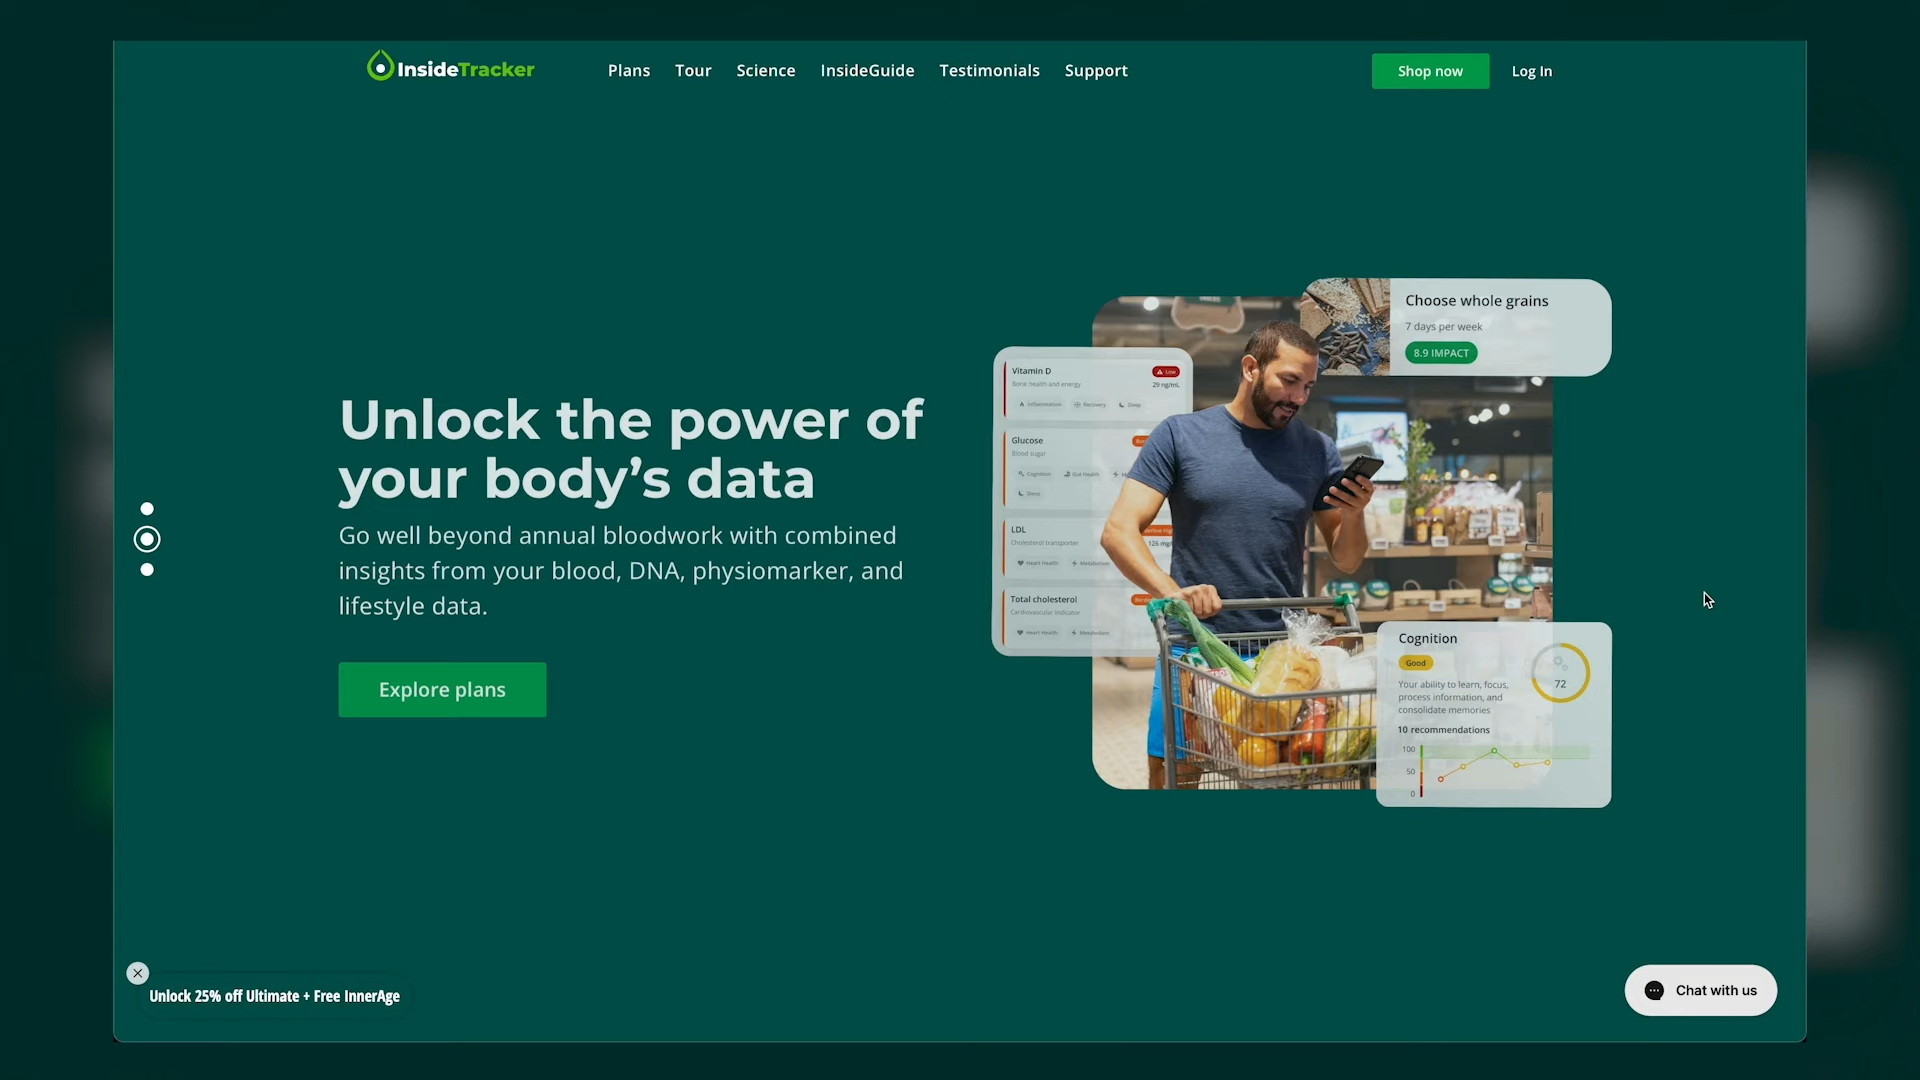 InsideTracker
Plans
Tour
Science
InsideGuide
Testimonials
Support
Shop now
Log In
Unlock the power of
your body's data
Go well beyond annual bloodwork with combined
insights from your blood, DNA, physiomarker, and
lifestyle data.
Explore plans
Choose whole grains
7 days per week
8.9 IMPACT
Vitamin D
Low
Bone health and energy
29 ng/mL
Inflammation
Recovery
Sleep
Glucose
Blood sugar
Cognition
Gut Health
Sleep
LDL
Cholesterol transporter
126 mg/
Heart Health
Metabolism
Total cholesterol
Cardiovascular indicator
Heart Health
Metabolism
Cognition
Good
72
Your ability to learn, focus,
process information, and
consolidate memories
10 recommendations
100
50
0
Unlock 25% off Ultimate + Free InnerAge
Chat with us